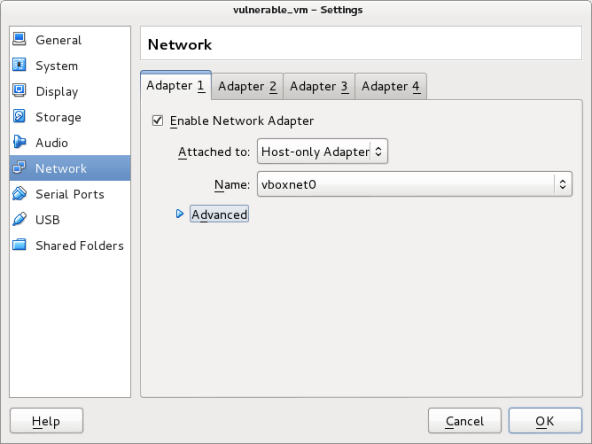 vulnerable_vm – Settings
General
System
Display
Storage
Audio
Network
Serial Ports
USB
Shared Folders
Network
Adapter 1 Adapter 2 Adapter 3 Adapter 4
Enable Network Adapter
Attached to: Host-only Adapter
Name: vboxnet0
Advanced
Help Cancel OK